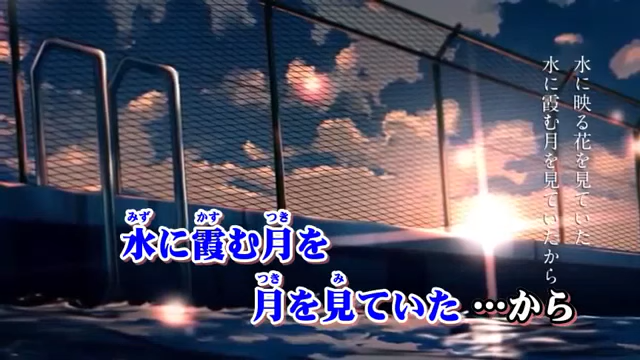 水に映る花を見ていた
水に霞む月を見ていたから
みず かす つき
水に霞む月を
つき み
月を見ていた …から